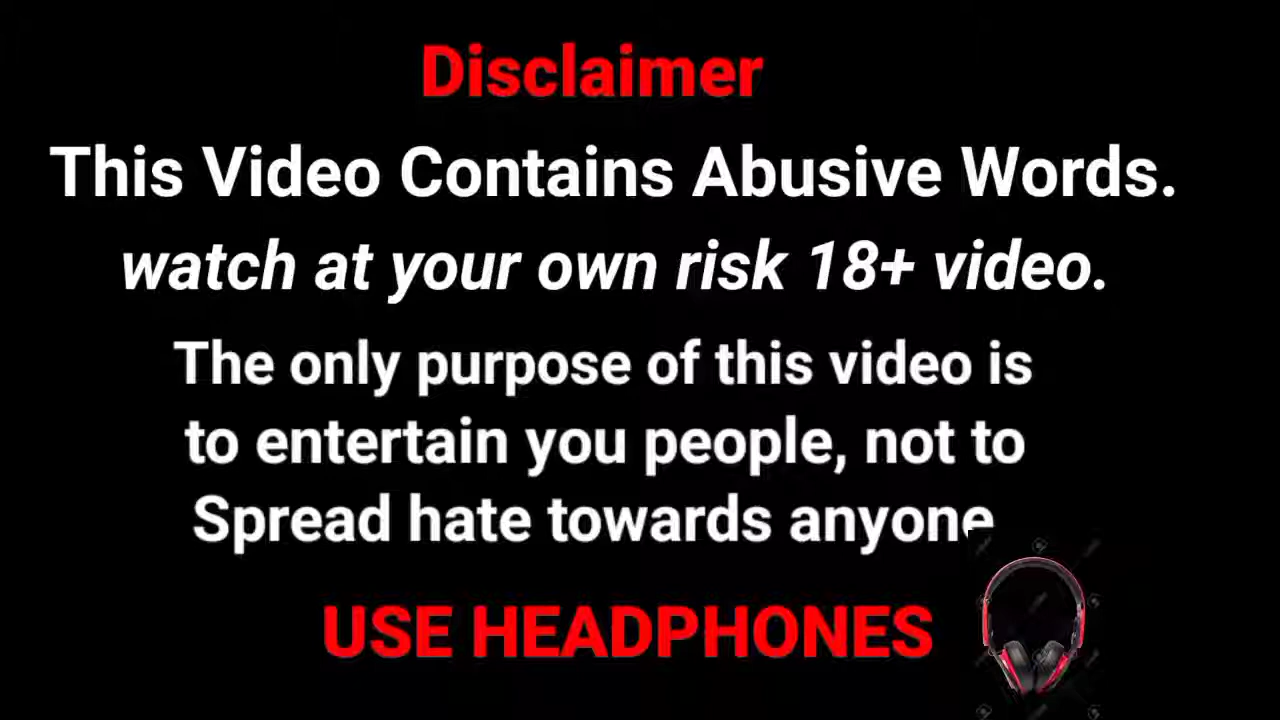 Disclaimer
This Video Contains Abusive Words.
watch at your own risk 18+ video.
The only purpose of this video is
to entertain you people, not to
Spread hate towards anyone
USE HEADPHONES